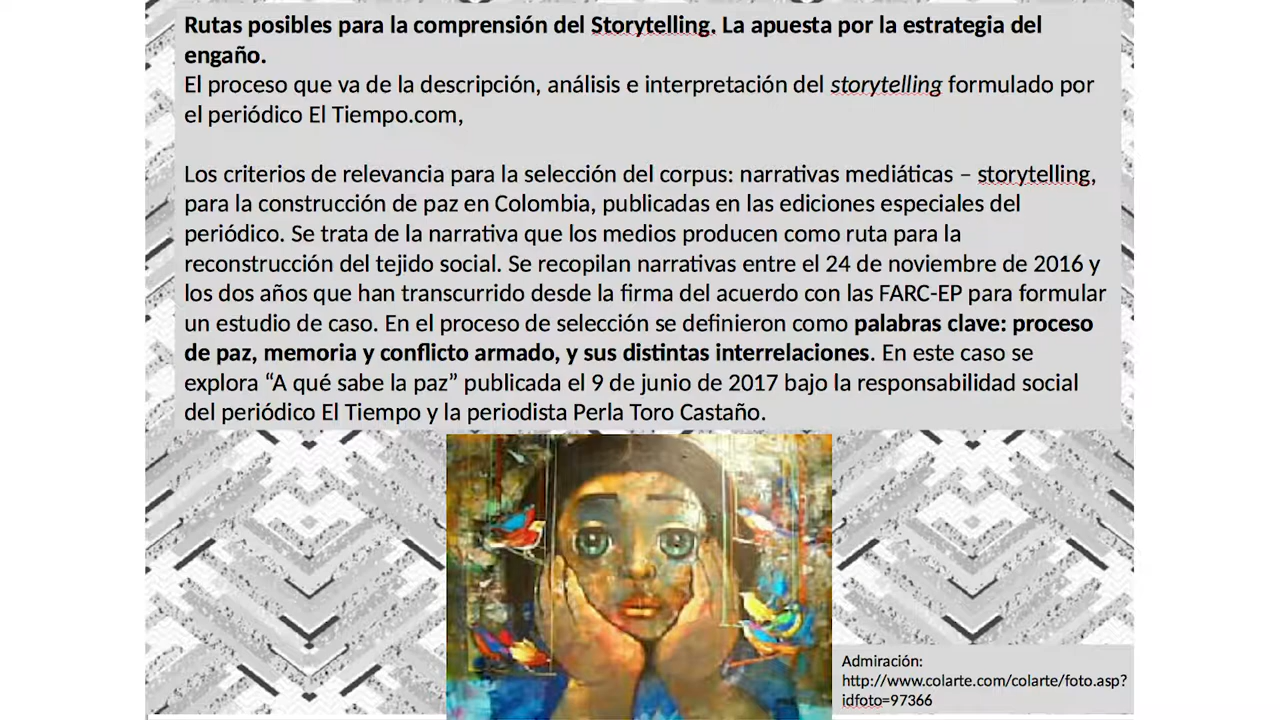 Rutas posibles para la comprensión del Storytelling. La apuesta por la estrategia del
engaño.
El proceso que va de la descripción, análisis e interpretación del storytelling formulado por
el periódico El Tiempo.com,
Los criterios de relevancia para la selección del corpus: narrativas mediáticas – storytelling,
para la construcción de paz en Colombia, publicadas en las ediciones especiales del
periódico. Se trata de la narrativa que los medios producen como ruta para la
reconstrucción del tejido social. Se recopilan narrativas entre el 24 de noviembre de 2016 y
los dos años que han transcurrido desde la firma del acuerdo con las FARC-EP para formular
un estudio de caso. En el proceso de selección se definieron como palabras clave: proceso
de paz, memoria y conflicto armado, y sus distintas interrelaciones. En este caso se
explora “A qué sabe la paz” publicada el 9 de junio de 2017 bajo la responsabilidad social
del periódico El Tiempo y la periodista Perla Toro Castaño.
Admiración:
http://www.colarte.com/colarte/foto.asp?
idfoto=97366